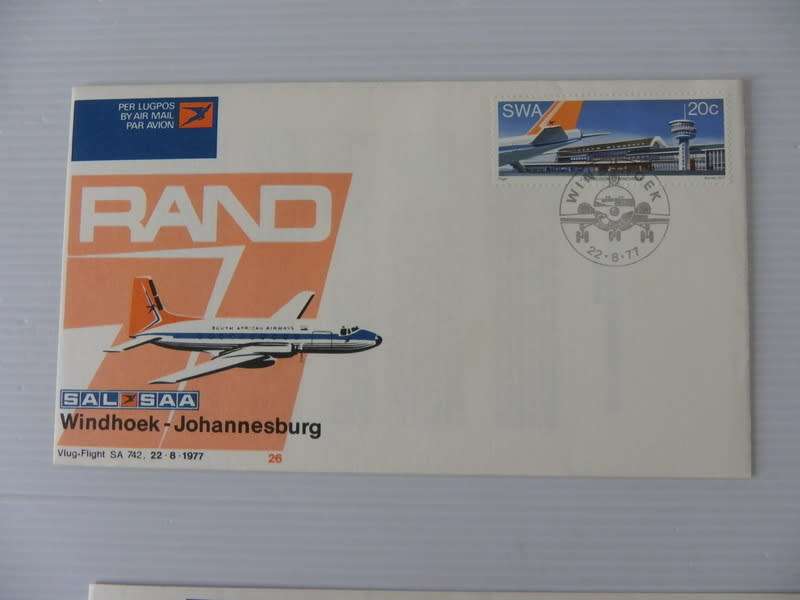 PER LUGPOS
BY AIR MAIL
PAR AVION
SWA
20c
WINDHOEK
22·8·77
RAND
SOUTH AFRICAN AIRWAYS
SAL SAA
Windhoek-Johannesburg
Vlug-Flight SA 742, 22·8·1977
26